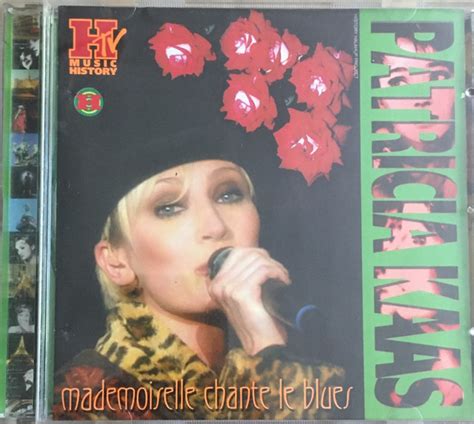 HTV
MUSIC
HISTORY
H
PATRICIA KAAS
mademoiselle chante le blues